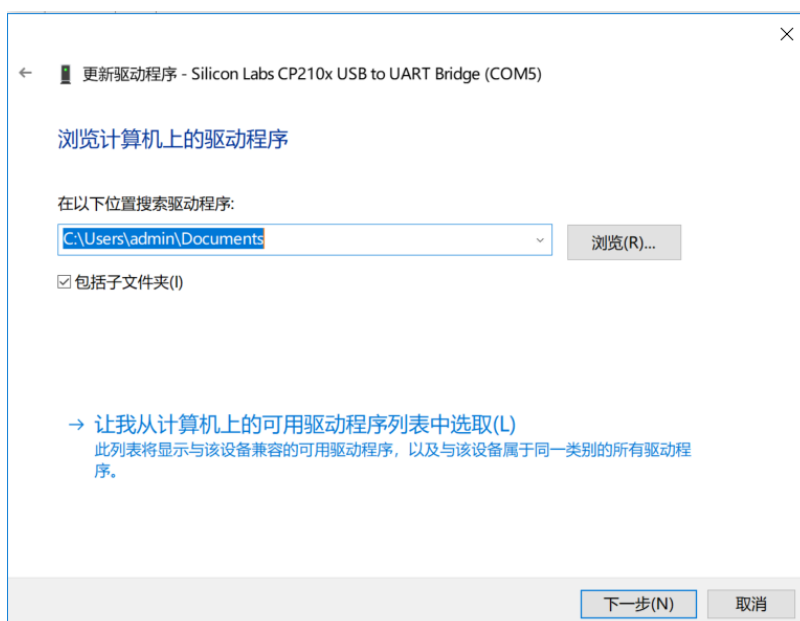 更新驱动程序 - Silicon Labs CP210x USB to UART Bridge (COM5)
浏览计算机上的驱动程序
在以下位置搜索驱动程序:
C:\Users\admin\Documents
浏览(R)...
包括子文件夹(I)
让我从计算机上的可用驱动程序列表中选取(L)
此列表将显示与该设备兼容的可用驱动程序，以及与该设备属于同一类别的所有驱动程
序。
下一步(N)
取消